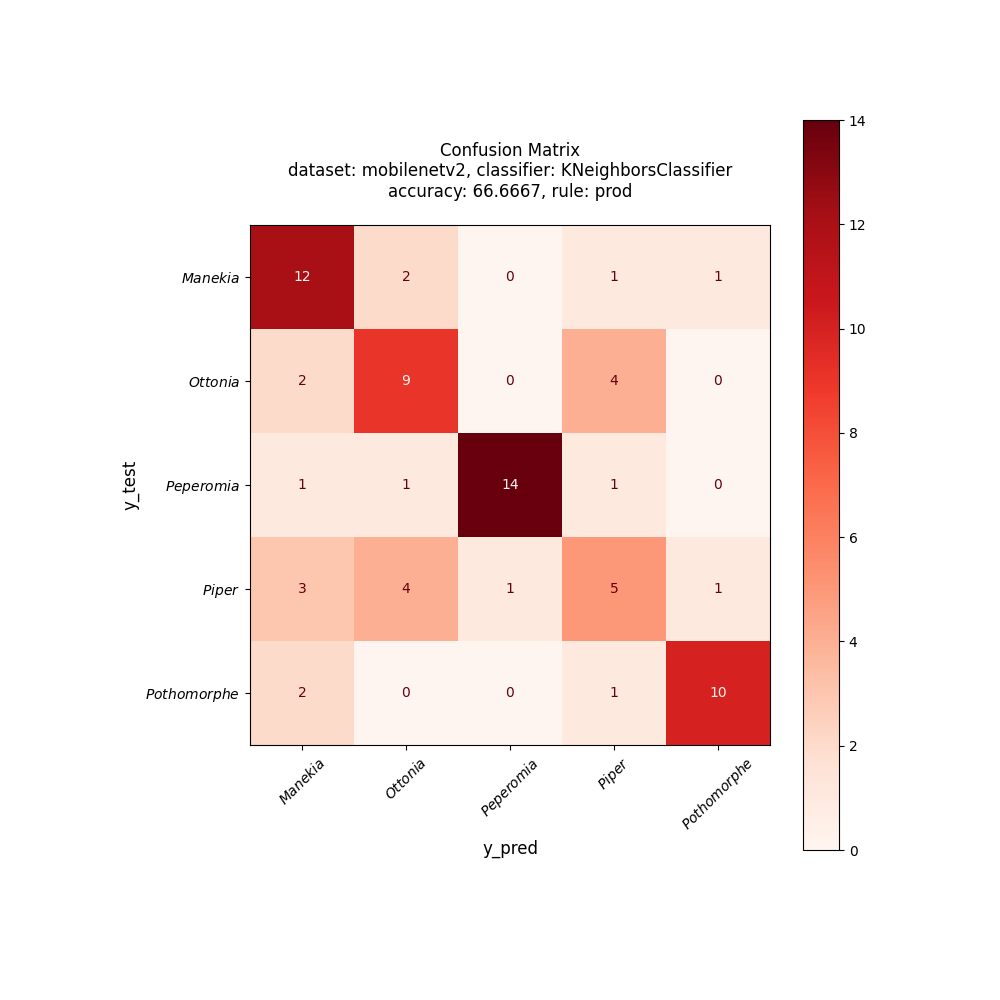 Confusion Matrix
dataset: mobilenetv2, classifier: KNeighborsClassifier
accuracy: 66.6667, rule: prod
Manekia 12 2 0 1 1
Ottonia 2 9 0 4 0
Peperomia 1 1 14 1 0
Piper 3 4 1 5 1
Pothomorphe 2 0 0 1 10
Manekia Ottonia Peperomia Piper Pothomorphe
y_pred
y_test
14
12
10
8
6
4
2
0